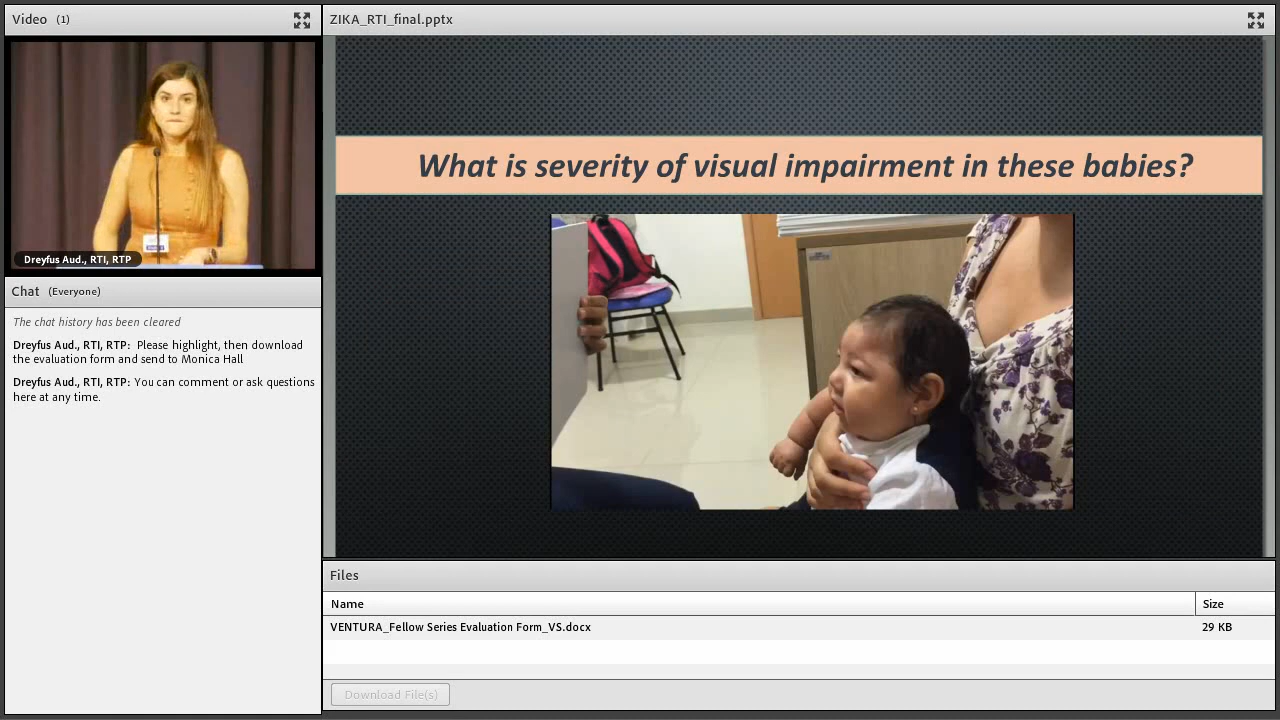 Video (1)
Dreyfus Aud., RTI, RTP
Chat (Everyone)
The chat history has been cleared
Dreyfus Aud., RTI, RTP: Please highlight, then download
the evaluation form and send to Monica Hall
Dreyfus Aud., RTI, RTP: You can comment or ask questions
here at any time.
ZIKA_RTI_final.pptx
What is severity of visual impairment in these babies?
Files
Name Size
VENTURA_Fellow Series Evaluation Form_VS.docx 29 KB
Download File(s)